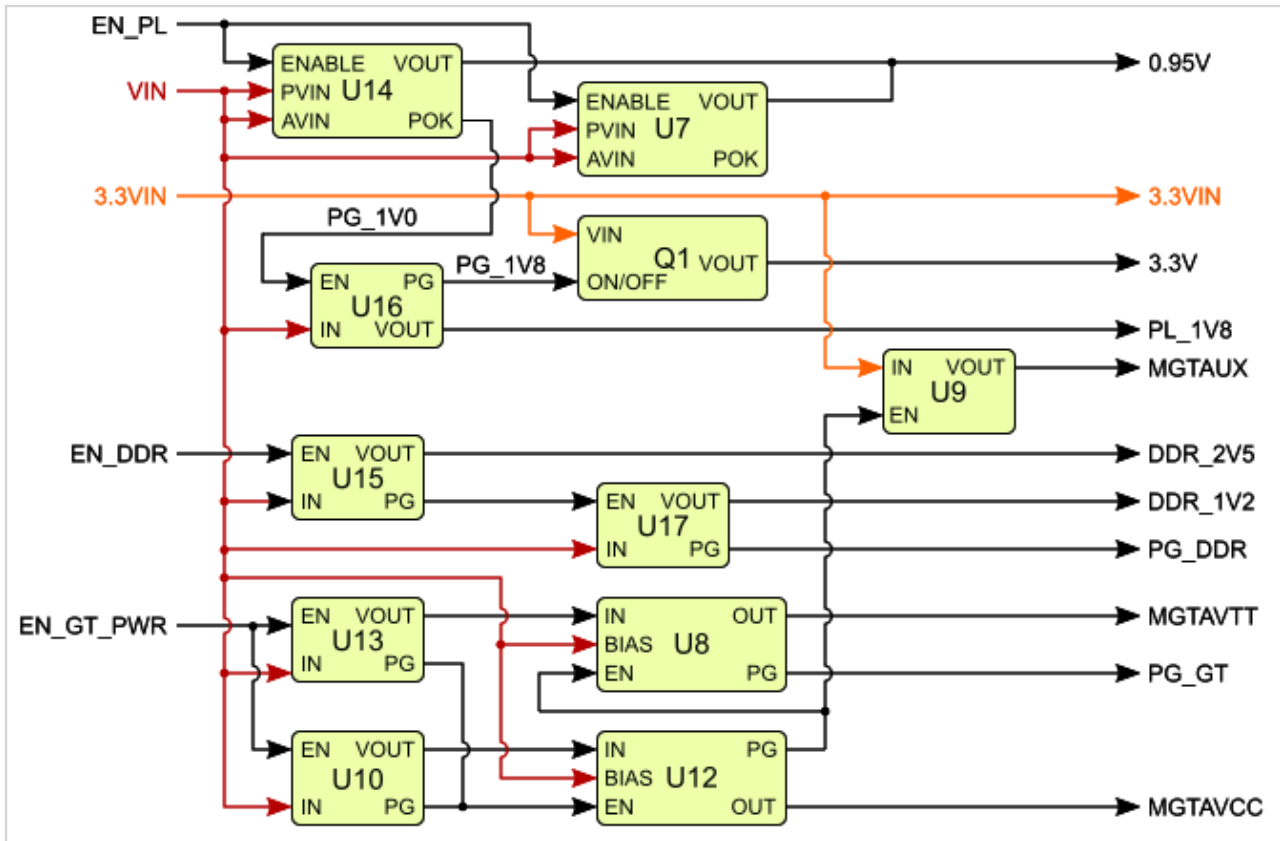 EN_PL
ENABLE VOUT
0.95V
VIN
PVIN
U14
ENABLE VOUT
AVIN
POK
PVIN
U7
AVIN
POK
3.3VIN
3.3VIN
PG_1V0
VIN
Q1
VOUT
3.3V
PG_1V8
EN PG
ON/OFF
U16
IN VOUT
PL_1V8
IN VOUT
MGTAUX
U9
EN
EN_DDR
EN VOUT
DDR_2V5
U15
IN PG
EN VOUT
DDR_1V2
U17
IN PG
PG_DDR
EN_GT_PWR
EN VOUT
IN OUT
MGTAVTT
U13
BIAS
U8
IN PG
EN PG
PG_GT
EN VOUT
IN PG
U10
BIAS
U12
IN PG
EN OUT
MGTAVCC